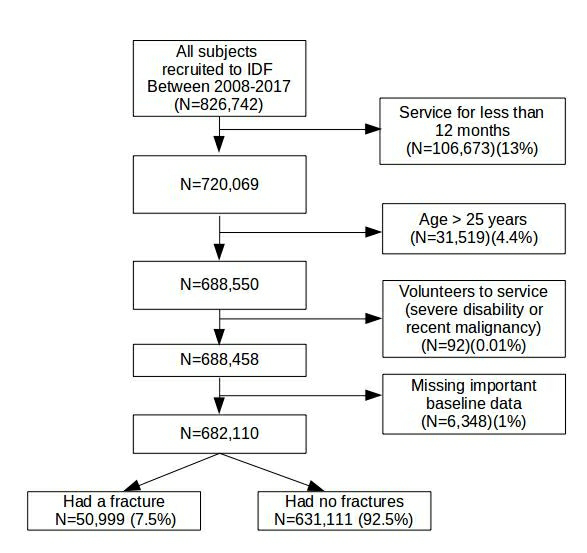 All subjects
recruited to IDF
Between 2008-2017
(N=826,742)
Service for less than
12 months
(N=106,673)(13%)
N=720,069
Age > 25 years
(N=31,519)(4.4%)
N=688,550
Volunteers to service
(severe disability or
recent malignancy)
(N=92)(0.01%)
N=688,458
Missing important
baseline data
(N=6,348)(1%)
N=682,110
Had a fracture
N=50,999 (7.5%)
Had no fractures
N=631,111 (92.5%)